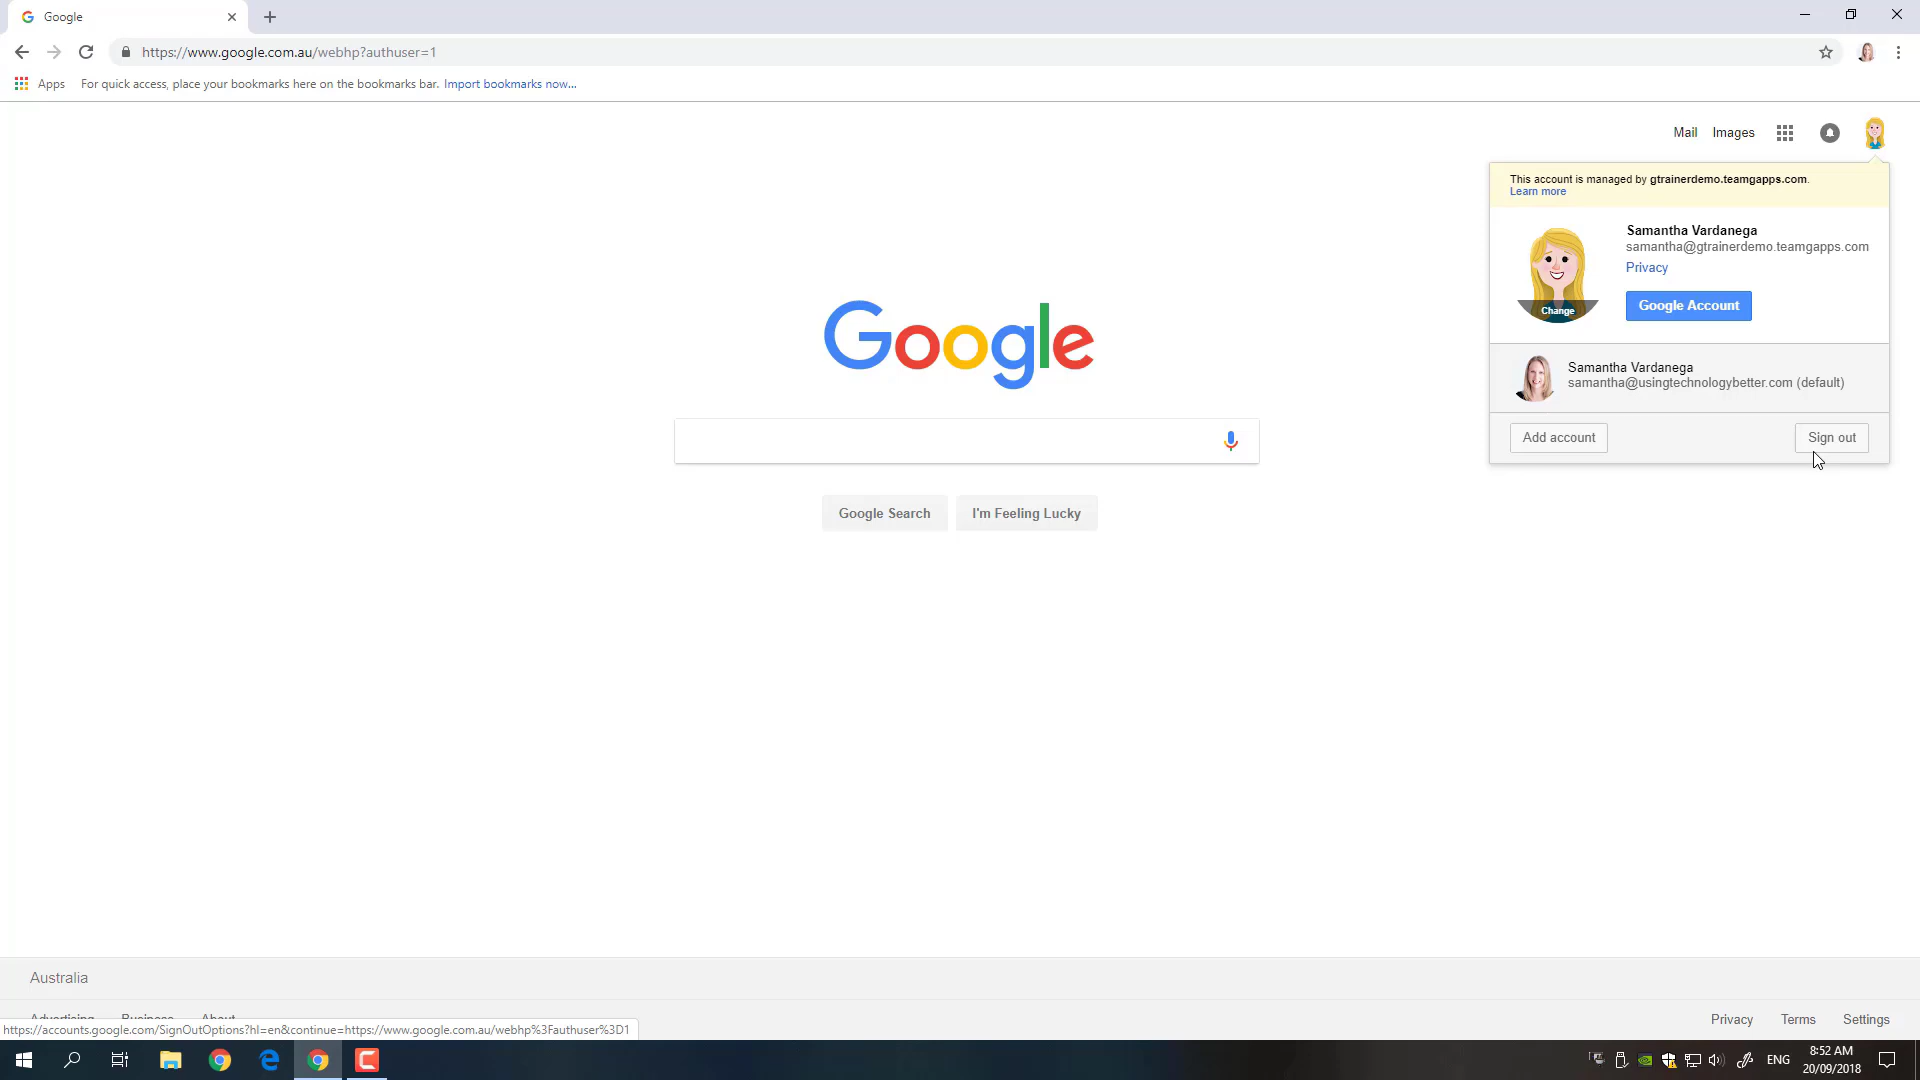 Google
https://www.google.com.au/webhp?authuser=1
Apps For quick access, place your bookmarks here on the bookmarks bar. Import bookmarks now...
Mail Images
This account is managed by gtrainerdemo.teamgapps.com.
Learn more
Samantha Vardanega
samantha@gtrainerdemo.teamgapps.com
Privacy
Change
Google Account
Samantha Vardanega
samantha@usingtechnologybetter.com (default)
Add account Sign out
Google
Google Search I'm Feeling Lucky
Australia
Advertising Business About
Privacy Terms Settings
https://accounts.google.com/SignOutOptions?hl=en&continue=https://www.google.com.au/webhp%3Fauthuser%3D1
ENG
8:52 AM
20/09/2018